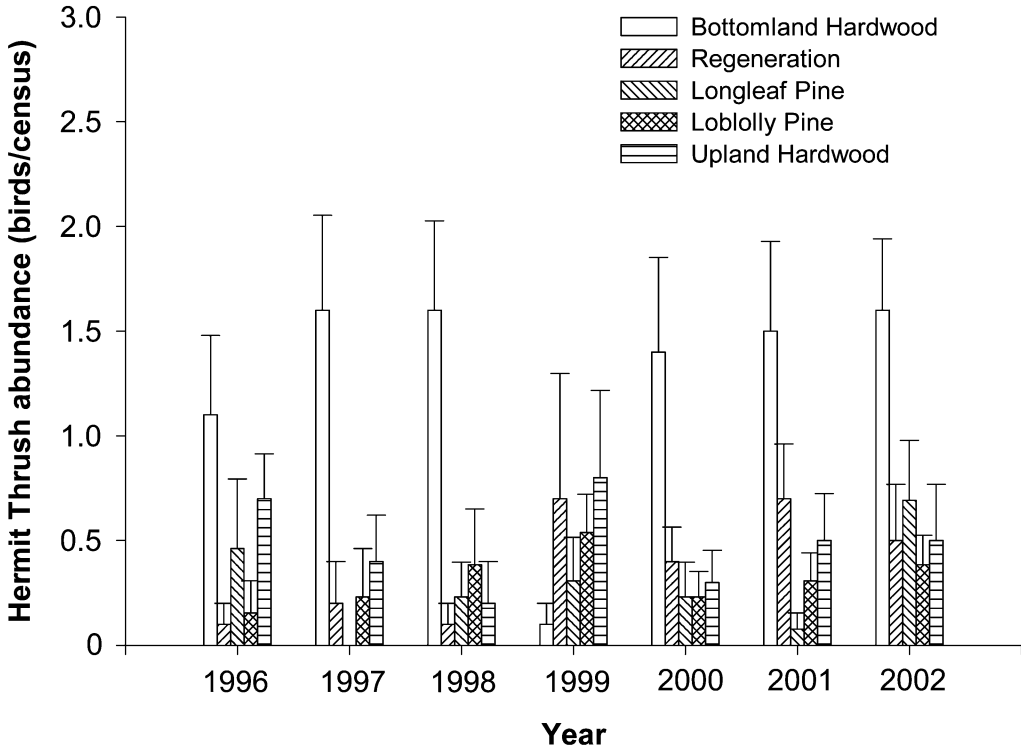 Hermit Thrush abundance (birds/census)
3.0
2.5
2.0
1.5
1.0
0.5
0
Bottomland Hardwood
Regeneration
Longleaf Pine
Loblolly Pine
Upland Hardwood
1996 1997 1998 1999 2000 2001 2002
Year